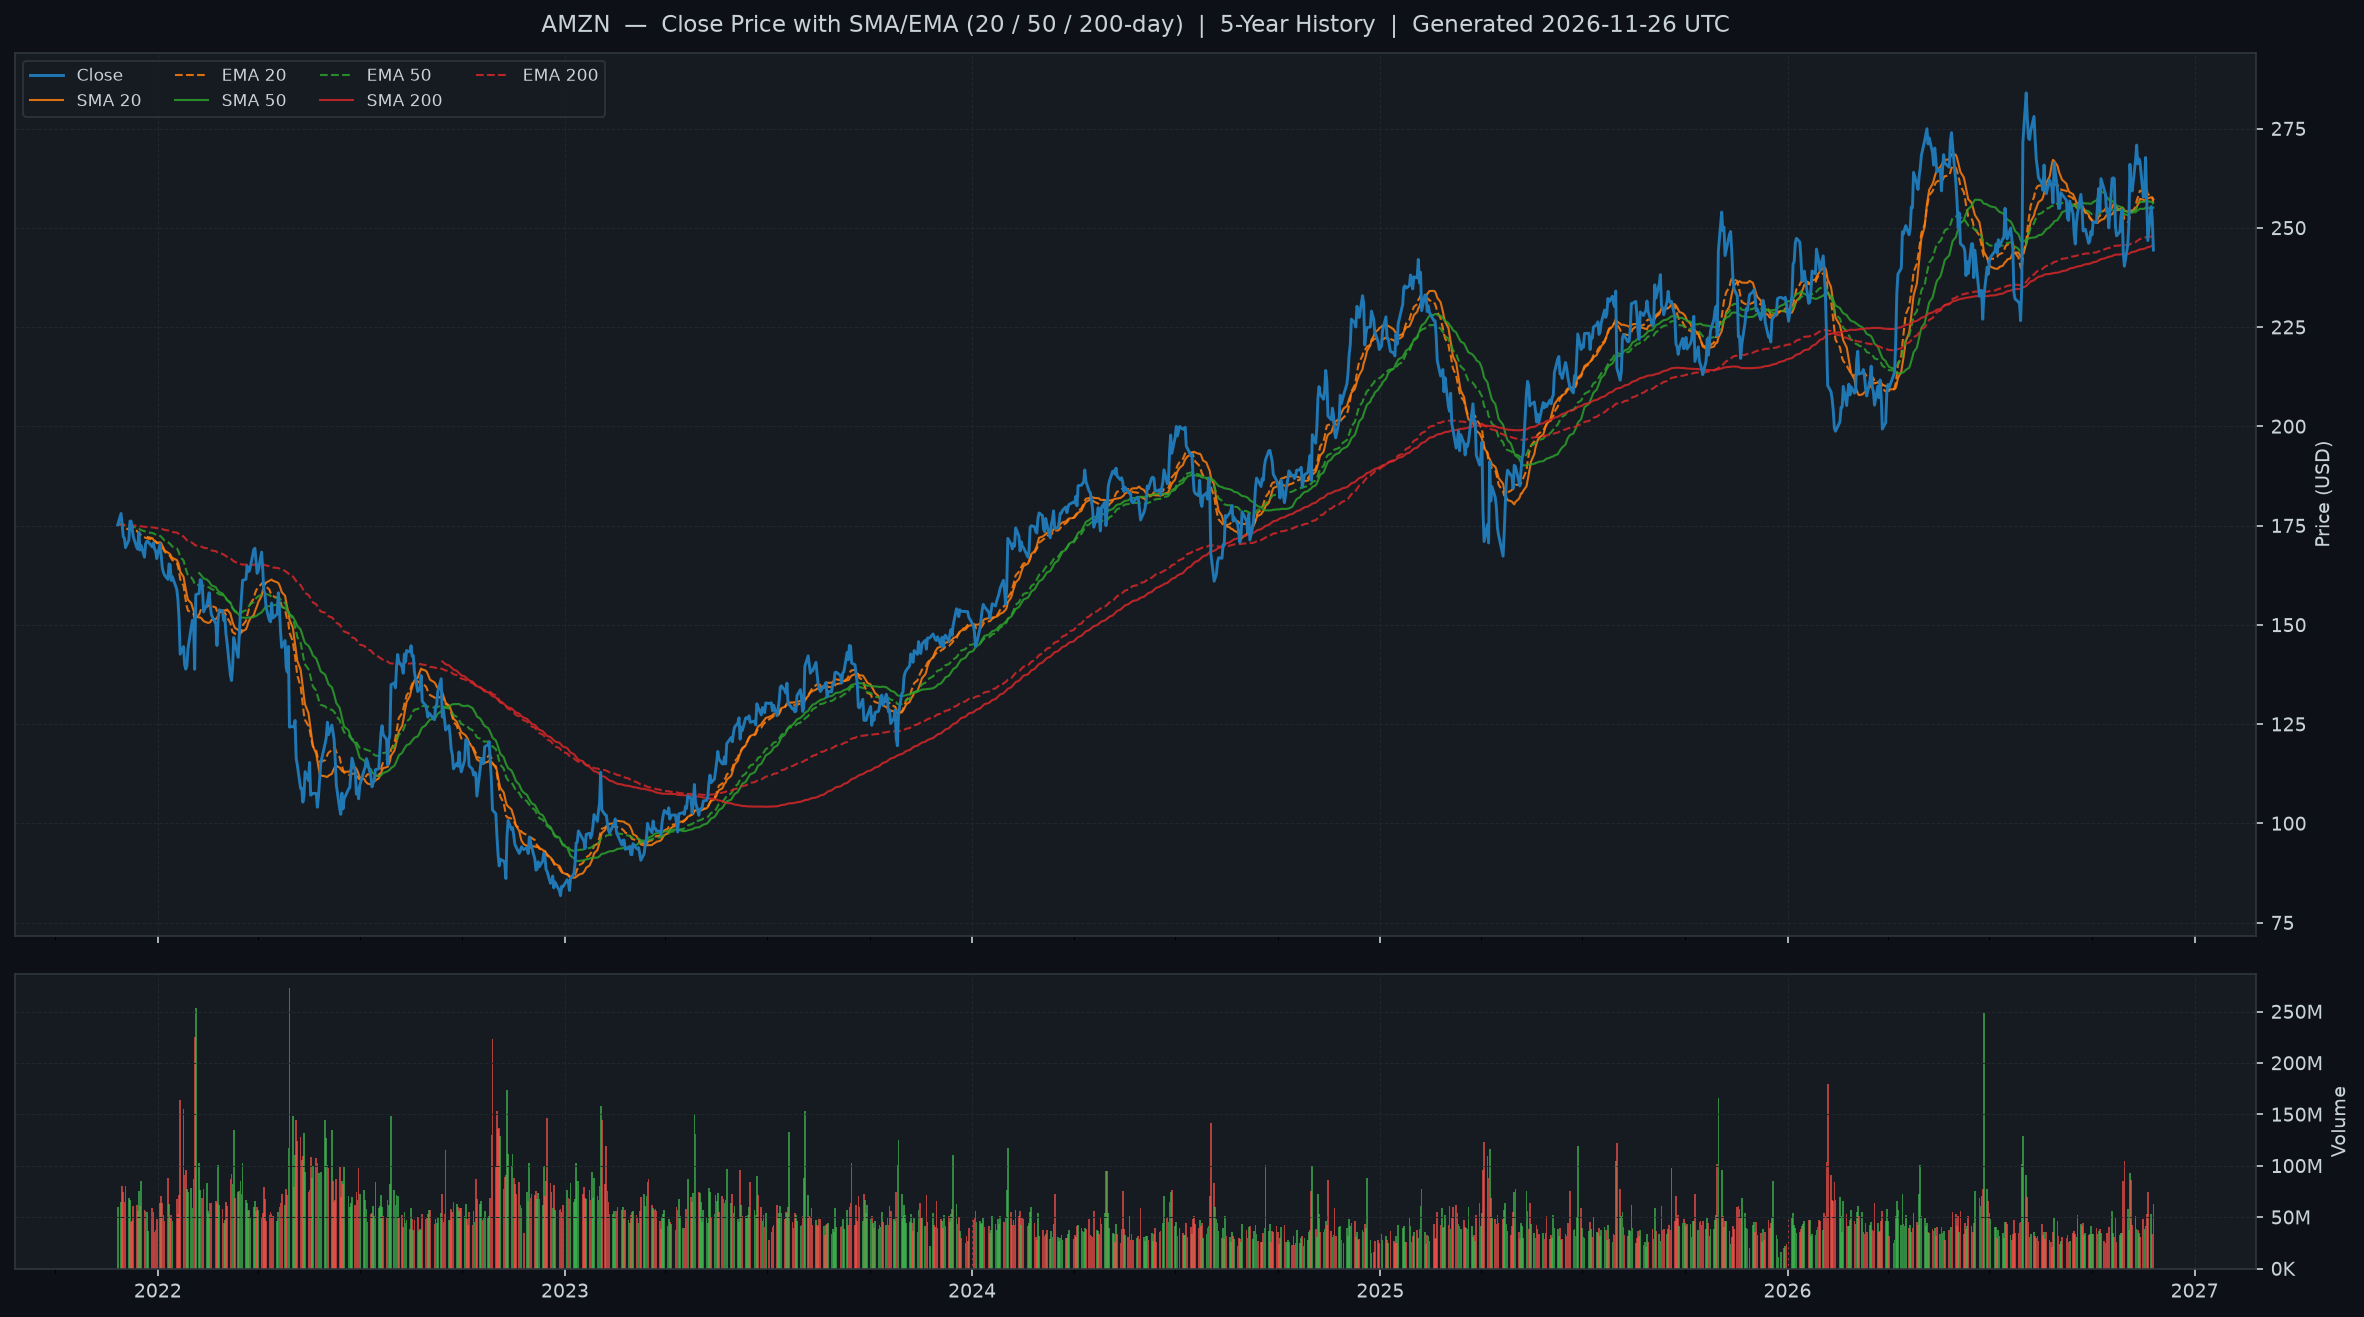 AMZN — Close Price with SMA/EMA (20 / 50 / 200-day) | 5-Year History | Generated 2026-11-26 UTC
Close EMA 20 EMA 50 EMA 200
SMA 20 SMA 50 SMA 200
275
250
225
200
175
150
125
100
75
Price (USD)
250M
200M
150M
100M
50M
0K
Volume
2022 2023 2024 2025 2026 2027